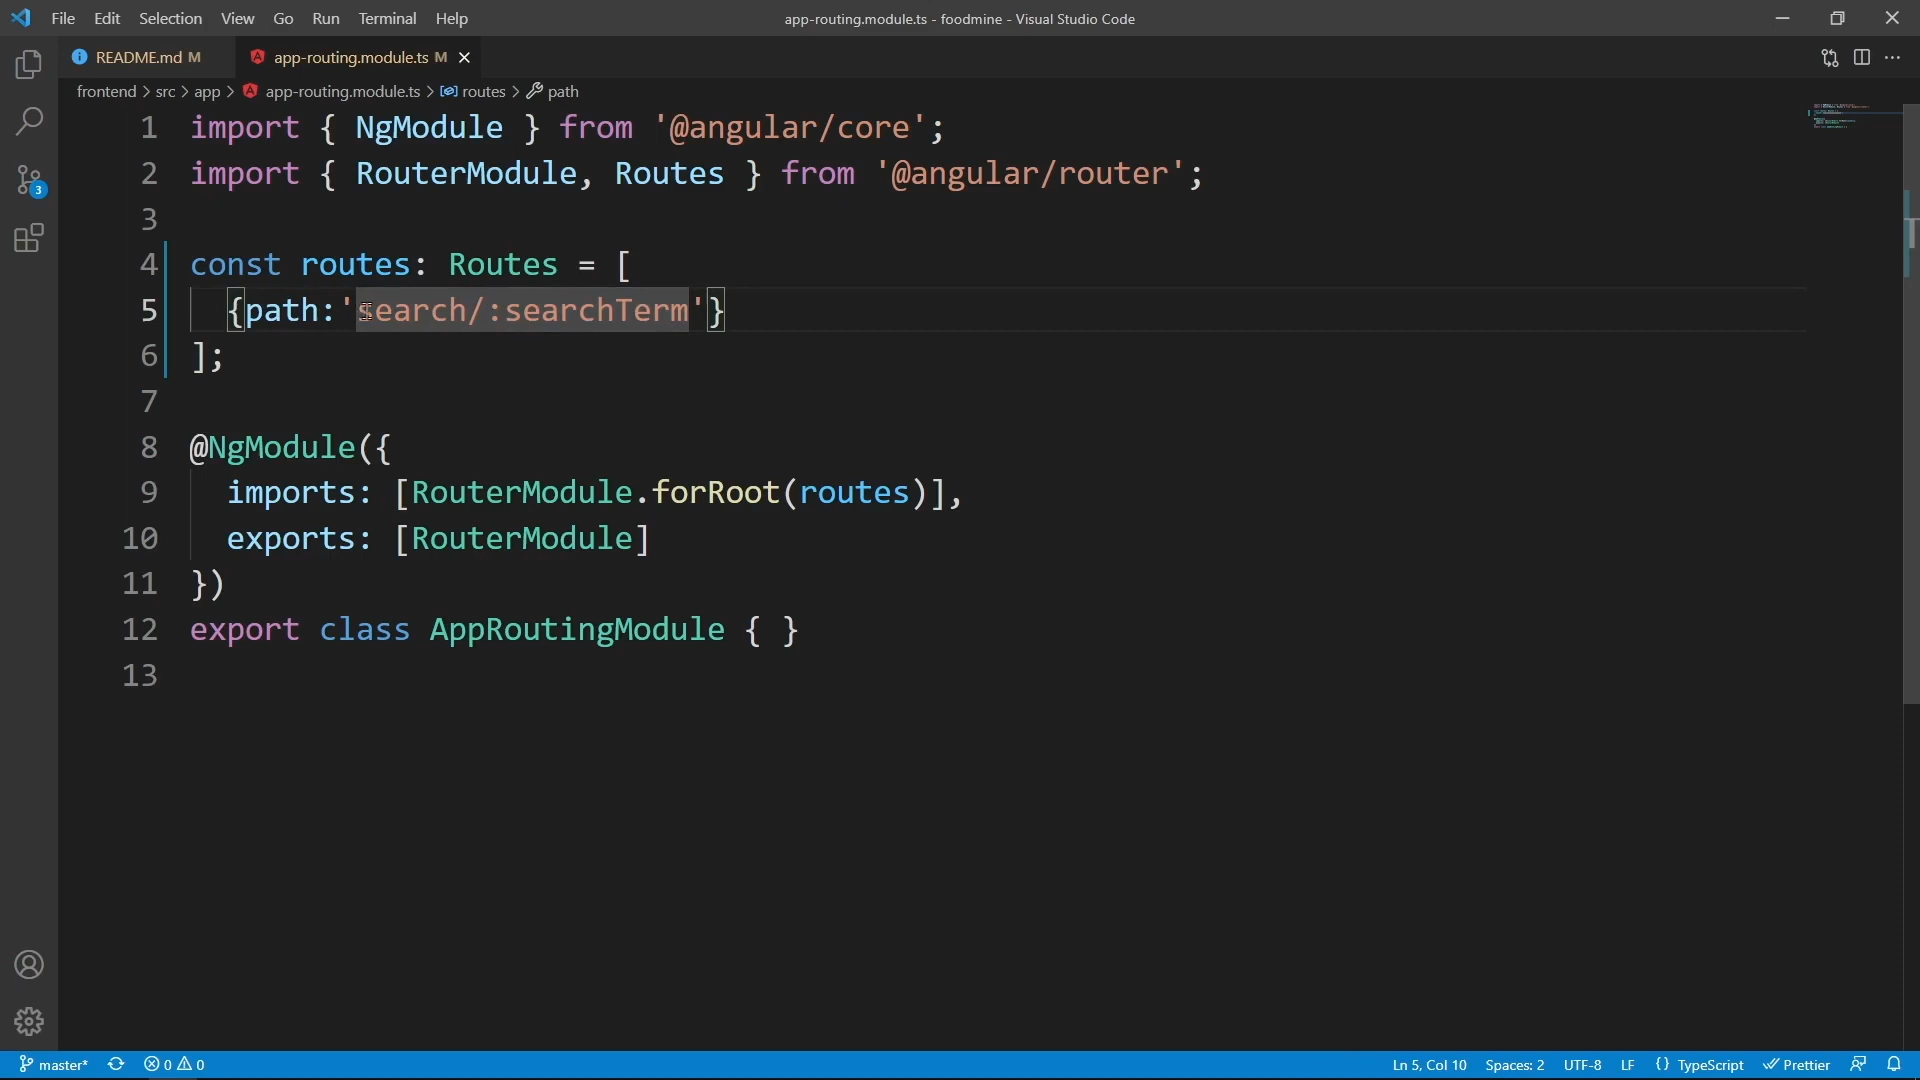 File Edit Selection View Go Run Terminal Help app-routing.module.ts - foodmine - Visual Studio Code
README.md M app-routing.module.ts M
frontend > src > app > app-routing.module.ts > routes > path
1 import { NgModule } from '@angular/core';
2 import { RouterModule, Routes } from '@angular/router';
3
4 const routes: Routes = [
5 {path:'search/:searchTerm'}
6 ];
7
8 @NgModule({
9 imports: [RouterModule.forRoot(routes)],
10 exports: [RouterModule]
11 })
12 export class AppRoutingModule { }
13
3
master* 0 0 Ln 5, Col 10 Spaces: 2 UTF-8 LF {} TypeScript Prettier